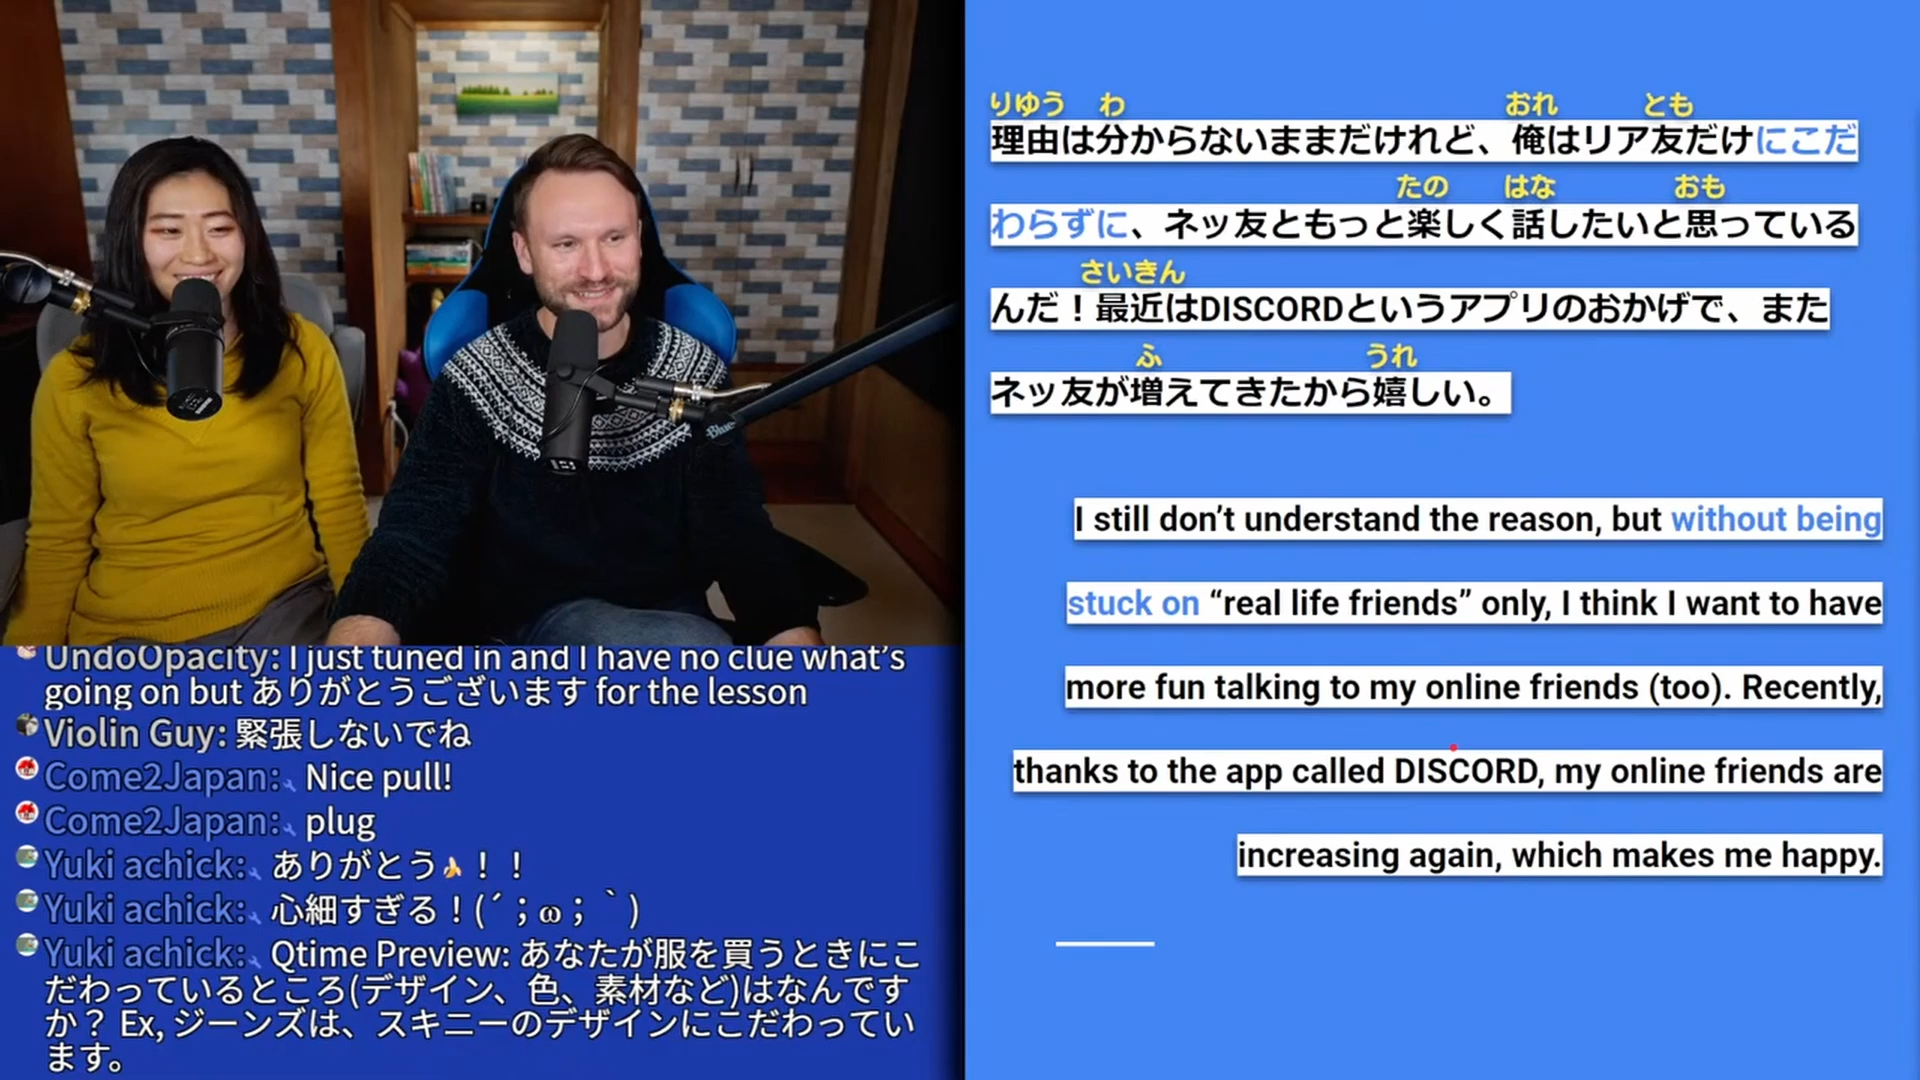 りゆう わ おれ とも
理由は分からないままだけれど、俺はリア友だけにこだ
たの はな おも
わらずに、ネッ友ともっと楽しく話したいと思っている
さいきん
んだ！最近はDISCORDというアプリのおかげで、また
ふ うれ
ネッ友が増えてきたから嬉しい。
I still don’t understand the reason, but without being
stuck on “real life friends” only, I think I want to have
more fun talking to my online friends (too). Recently,
thanks to the app called DISCORD, my online friends are
increasing again, which makes me happy.
UndoOpacity: I just tuned in and I have no clue what’s
going on but ありがとうございます for the lesson
Violin Guy: 緊張しないでね
Come2Japan: Nice pull!
Come2Japan: plug
Yuki achick: ありがとう🍌！！
Yuki achick: 心細すぎる！(´；ω；｀)
Yuki achick: Qtime Preview: あなたが服を買うときにこ
だわっているところ(デザイン、色、素材など)はなんです
か？ Ex, ジーンズは、スキニーのデザインにこだわってい
ます。
Blue